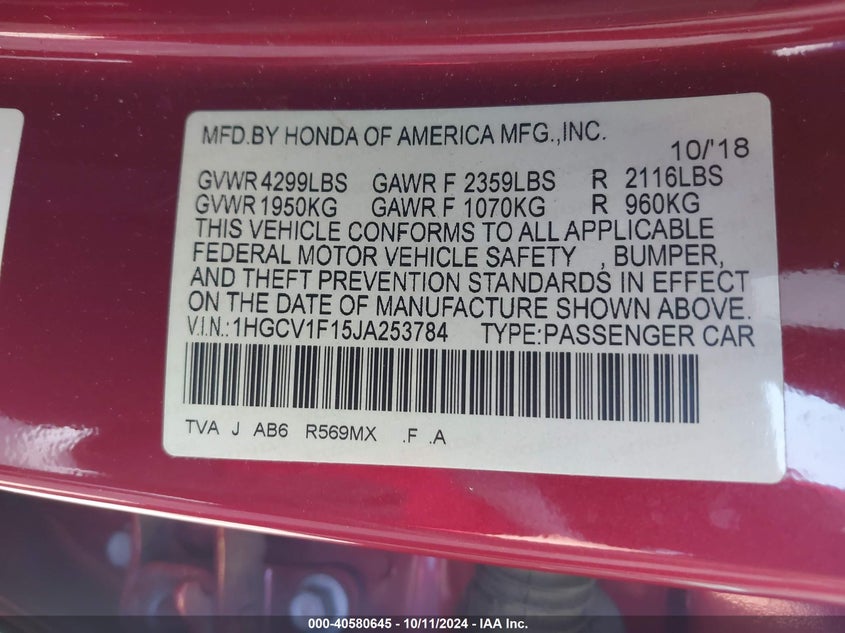 MFD.BY HONDA OF AMERICA MFG.,INC.
10/'18
GVWR 4299LBS GAWR F 2359LBS R 2116LBS
GVWR 1950KG GAWR F 1070KG R 960KG
THIS VEHICLE CONFORMS TO ALL APPLICABLE
FEDERAL MOTOR VEHICLE SAFETY , BUMPER,
AND THEFT PREVENTION STANDARDS IN EFFECT
ON THE DATE OF MANUFACTURE SHOWN ABOVE.
V.I.N.:1HGCV1F15JA253784 TYPE:PASSENGER CAR
TVA J AB6 R569MX .F .A
000-40580645 - 10/11/2024 - IAA Inc.